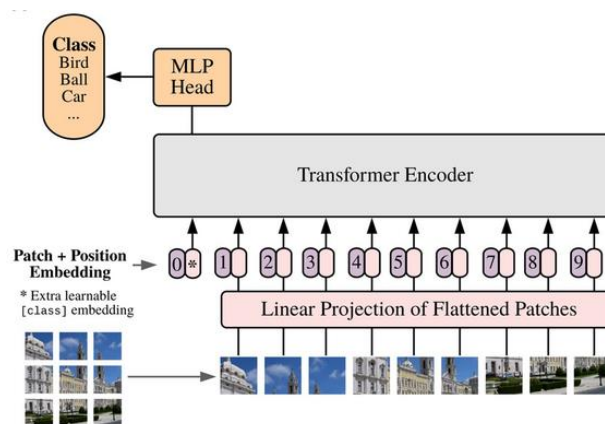 Class
Bird
Ball
Car
...
MLP
Head
Transformer Encoder
Patch + Position
Embedding
0 * 1 2 3 4 5 6 7 8 9
* Extra learnable
[class] embedding
Linear Projection of Flattened Patches